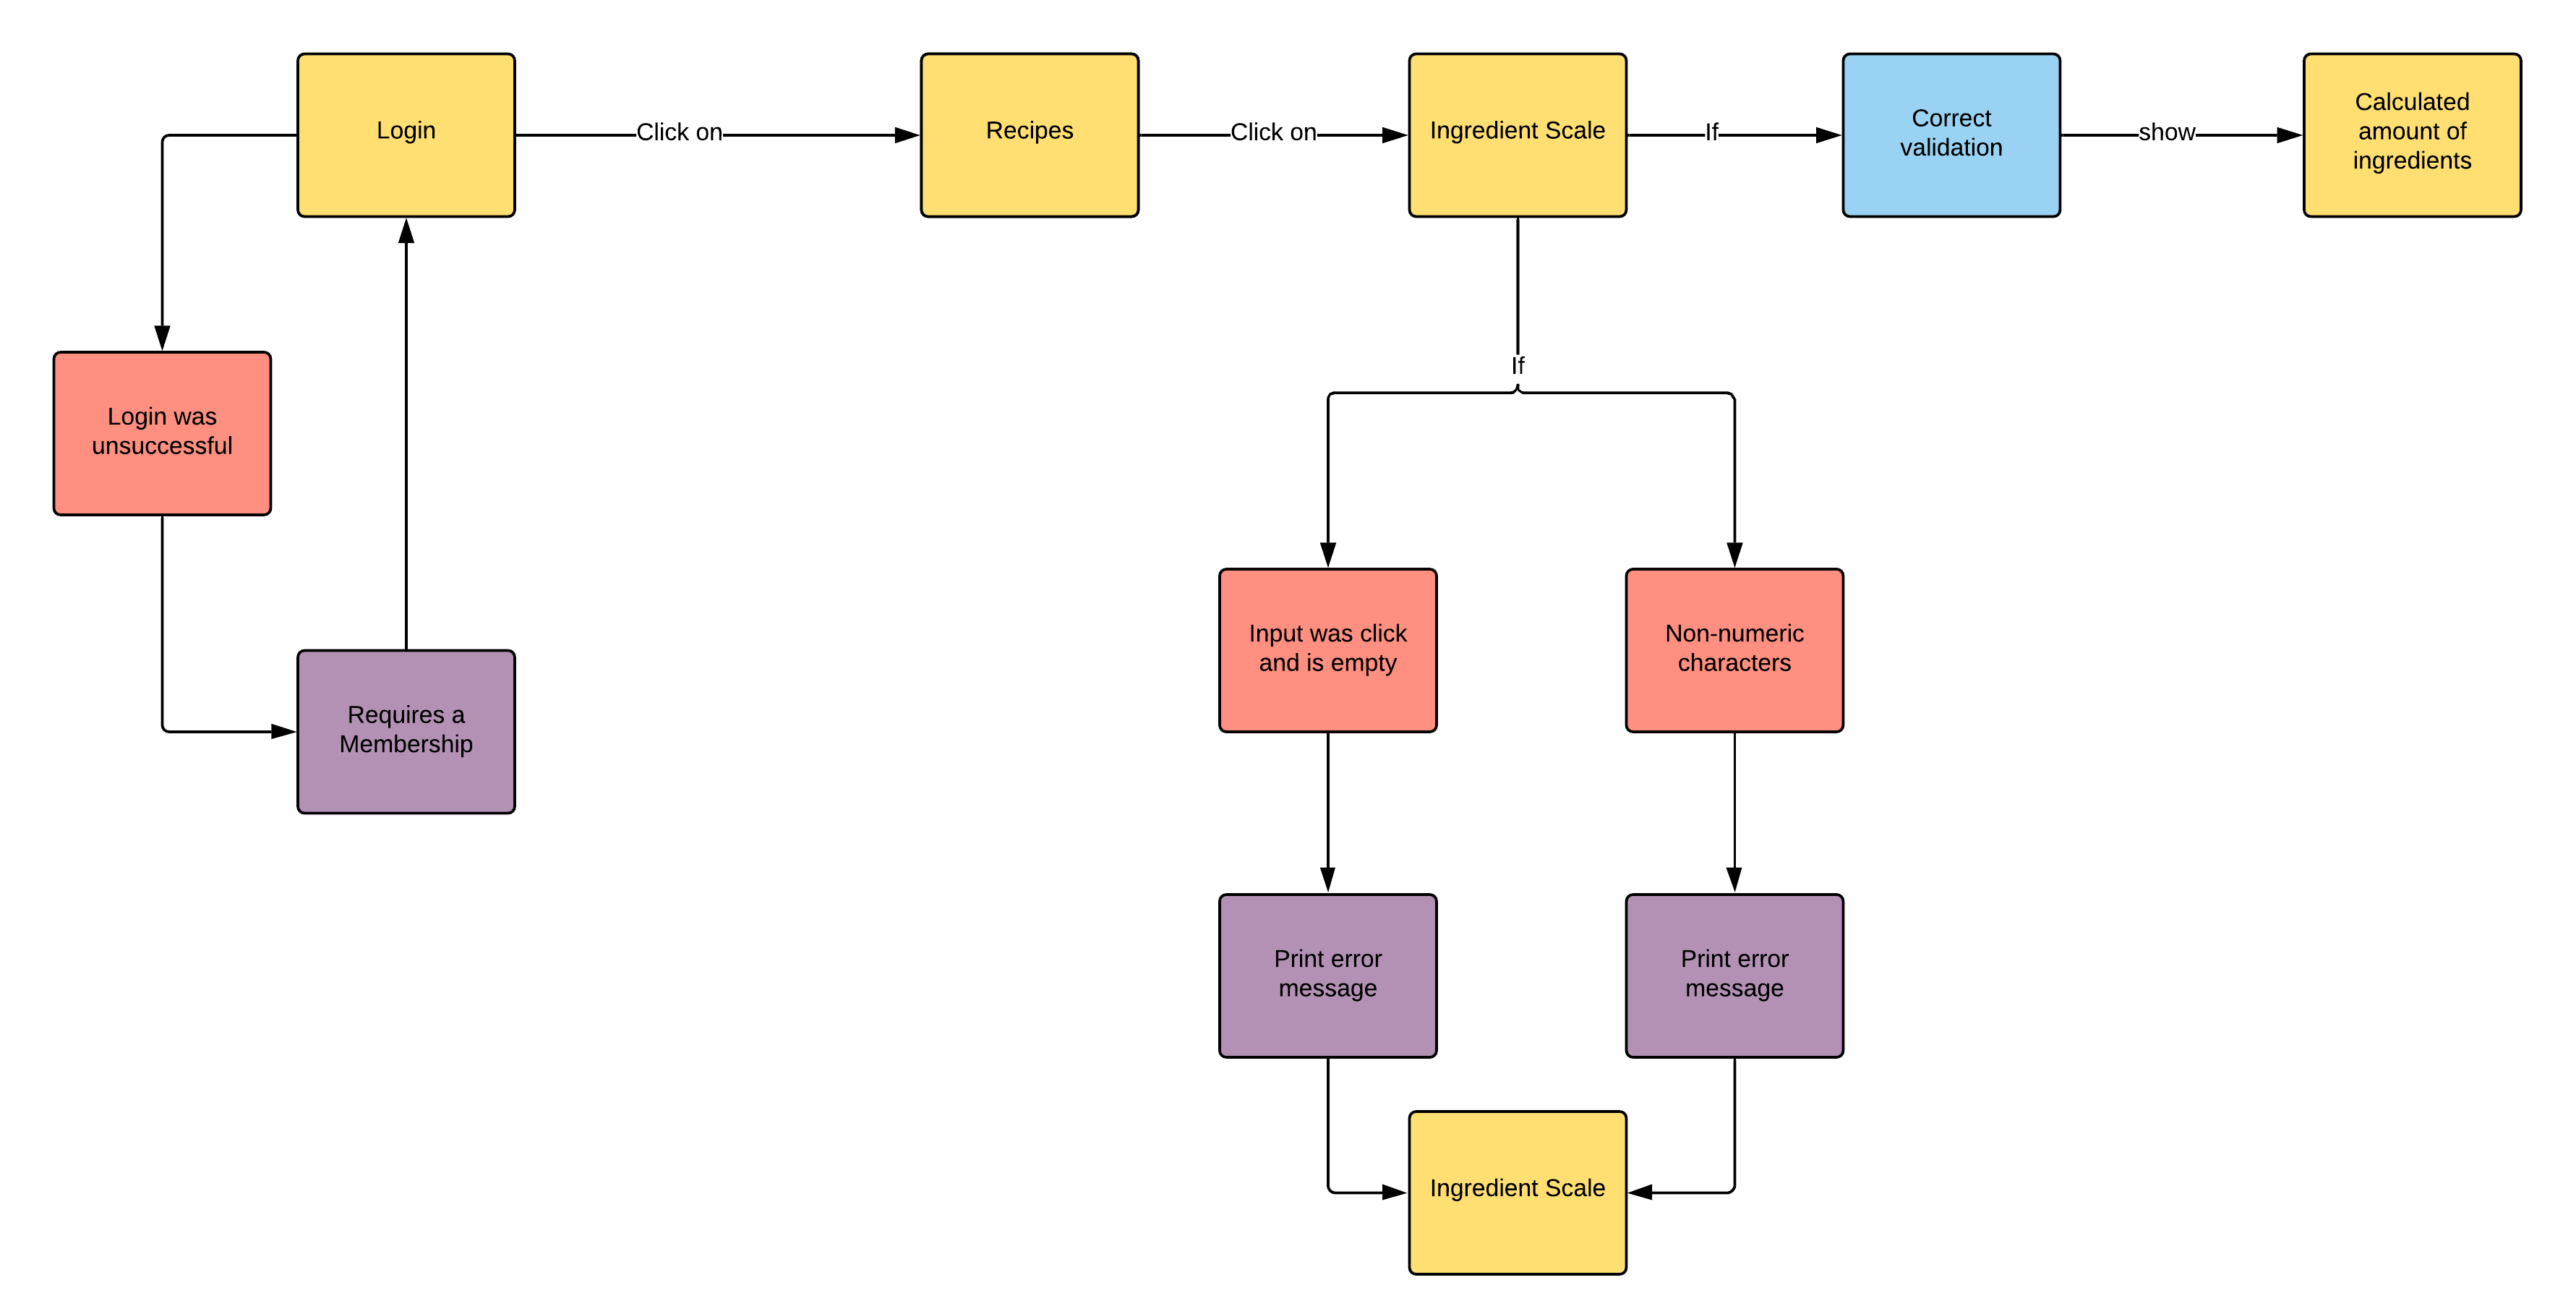 Login
Click on
Recipes
Click on
Ingredient Scale
If
Correct
validation
show
Calculated
amount of
ingredients
If
Login was
unsuccessful
Input was click
and is empty
Non-numeric
characters
Requires a
Membership
Print error
message
Print error
message
Ingredient Scale